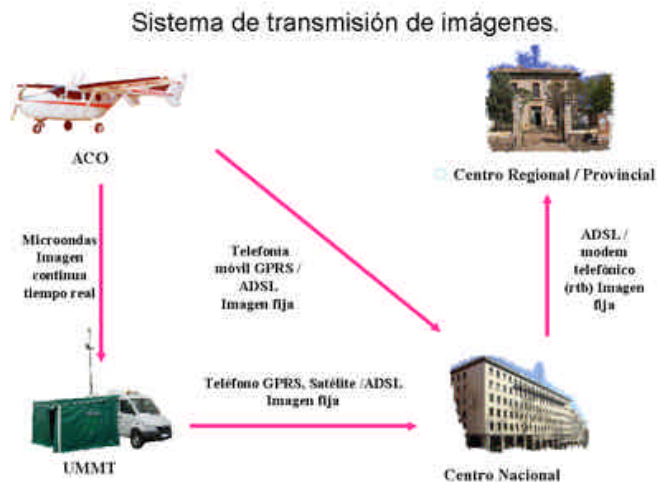 Sistema de transmisión de imágenes.
ACO
Centro Regional / Provincial
Microondas
Imagen
continua
tiempo real
Telefonía
móvil GPRS /
ADSL
Imagen fija
ADSL /
modem
telefónico
(rtb) Imagen
fija
Teléfono GPRS, Satélite /ADSL
Imagen fija
UMMT
Centro Nacional